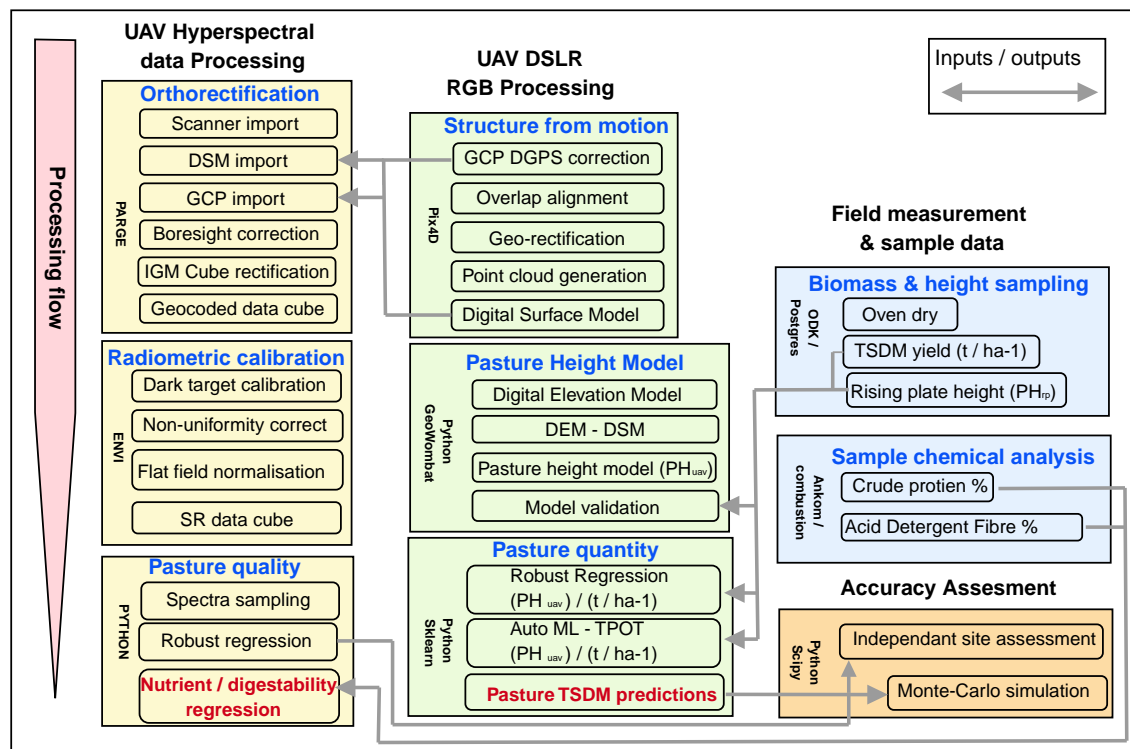 UAV Hyperspectral
data Processing
UAV DSLR
RGB Processing
Inputs / outputs
Processing flow
Orthorectification
Scanner import
DSM import
GCP import
Boresight correction
IGM Cube rectification
Geocoded data cube
PARGE
Radiometric calibration
Dark target calibration
Non-uniformity correct
Flat field normalisation
SR data cube
ENVI
Pasture quality
Spectra sampling
Robust regression
Nutrient / digestability
regression
PYTHON
Structure from motion
GCP DGPS correction
Overlap alignment
Geo-rectification
Point cloud generation
Digital Surface Model
Pix4D
Pasture Height Model
Digital Elevation Model
DEM - DSM
Pasture height model (PHuav)
Model validation
Python
GeoWombat
Pasture quantity
Robust Regression
(PH uav) / (t / ha-1)
Auto ML - TPOT
(PH uav) / (t / ha-1)
Pasture TSDM predictions
Python
Sklearn
Field measurement
& sample data
Biomass & height sampling
Oven dry
TSDM yield (t / ha-1)
Rising plate height (PHrp)
ODK /
Postgres
Sample chemical analysis
Crude protien %
Acid Detergent Fibre %
Ankom /
combustion
Accuracy Assesment
Independant site assessment
Monte-Carlo simulation
Python
Scipy